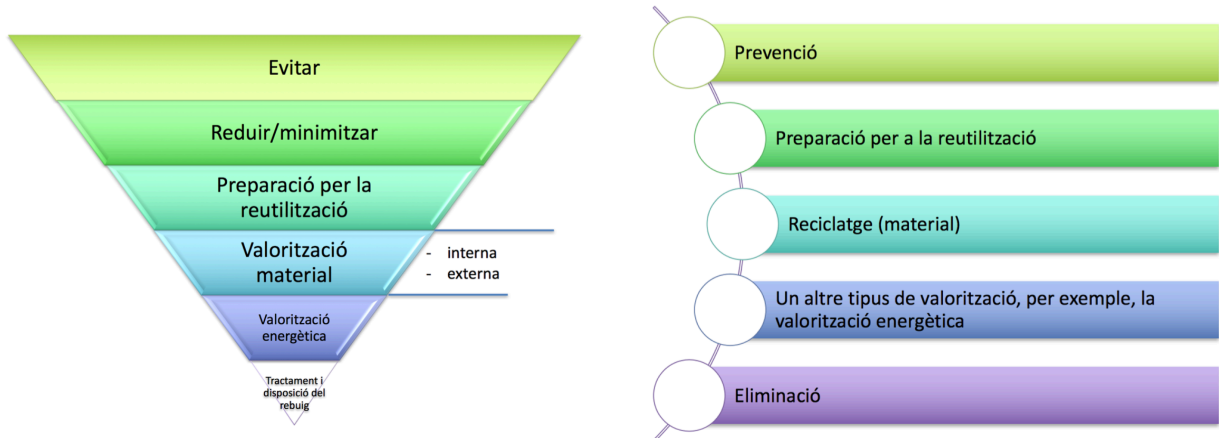 Evitar
Reduir/minimitzar
Preparació per la
reutilització
Valorització
material
- interna
- externa
Valorització
energètica
Tractament i
disposició del
rebuig
Prevenció
Preparació per a la reutilització
Reciclatge (material)
Un altre tipus de valorització, per exemple, la
valorització energètica
Eliminació